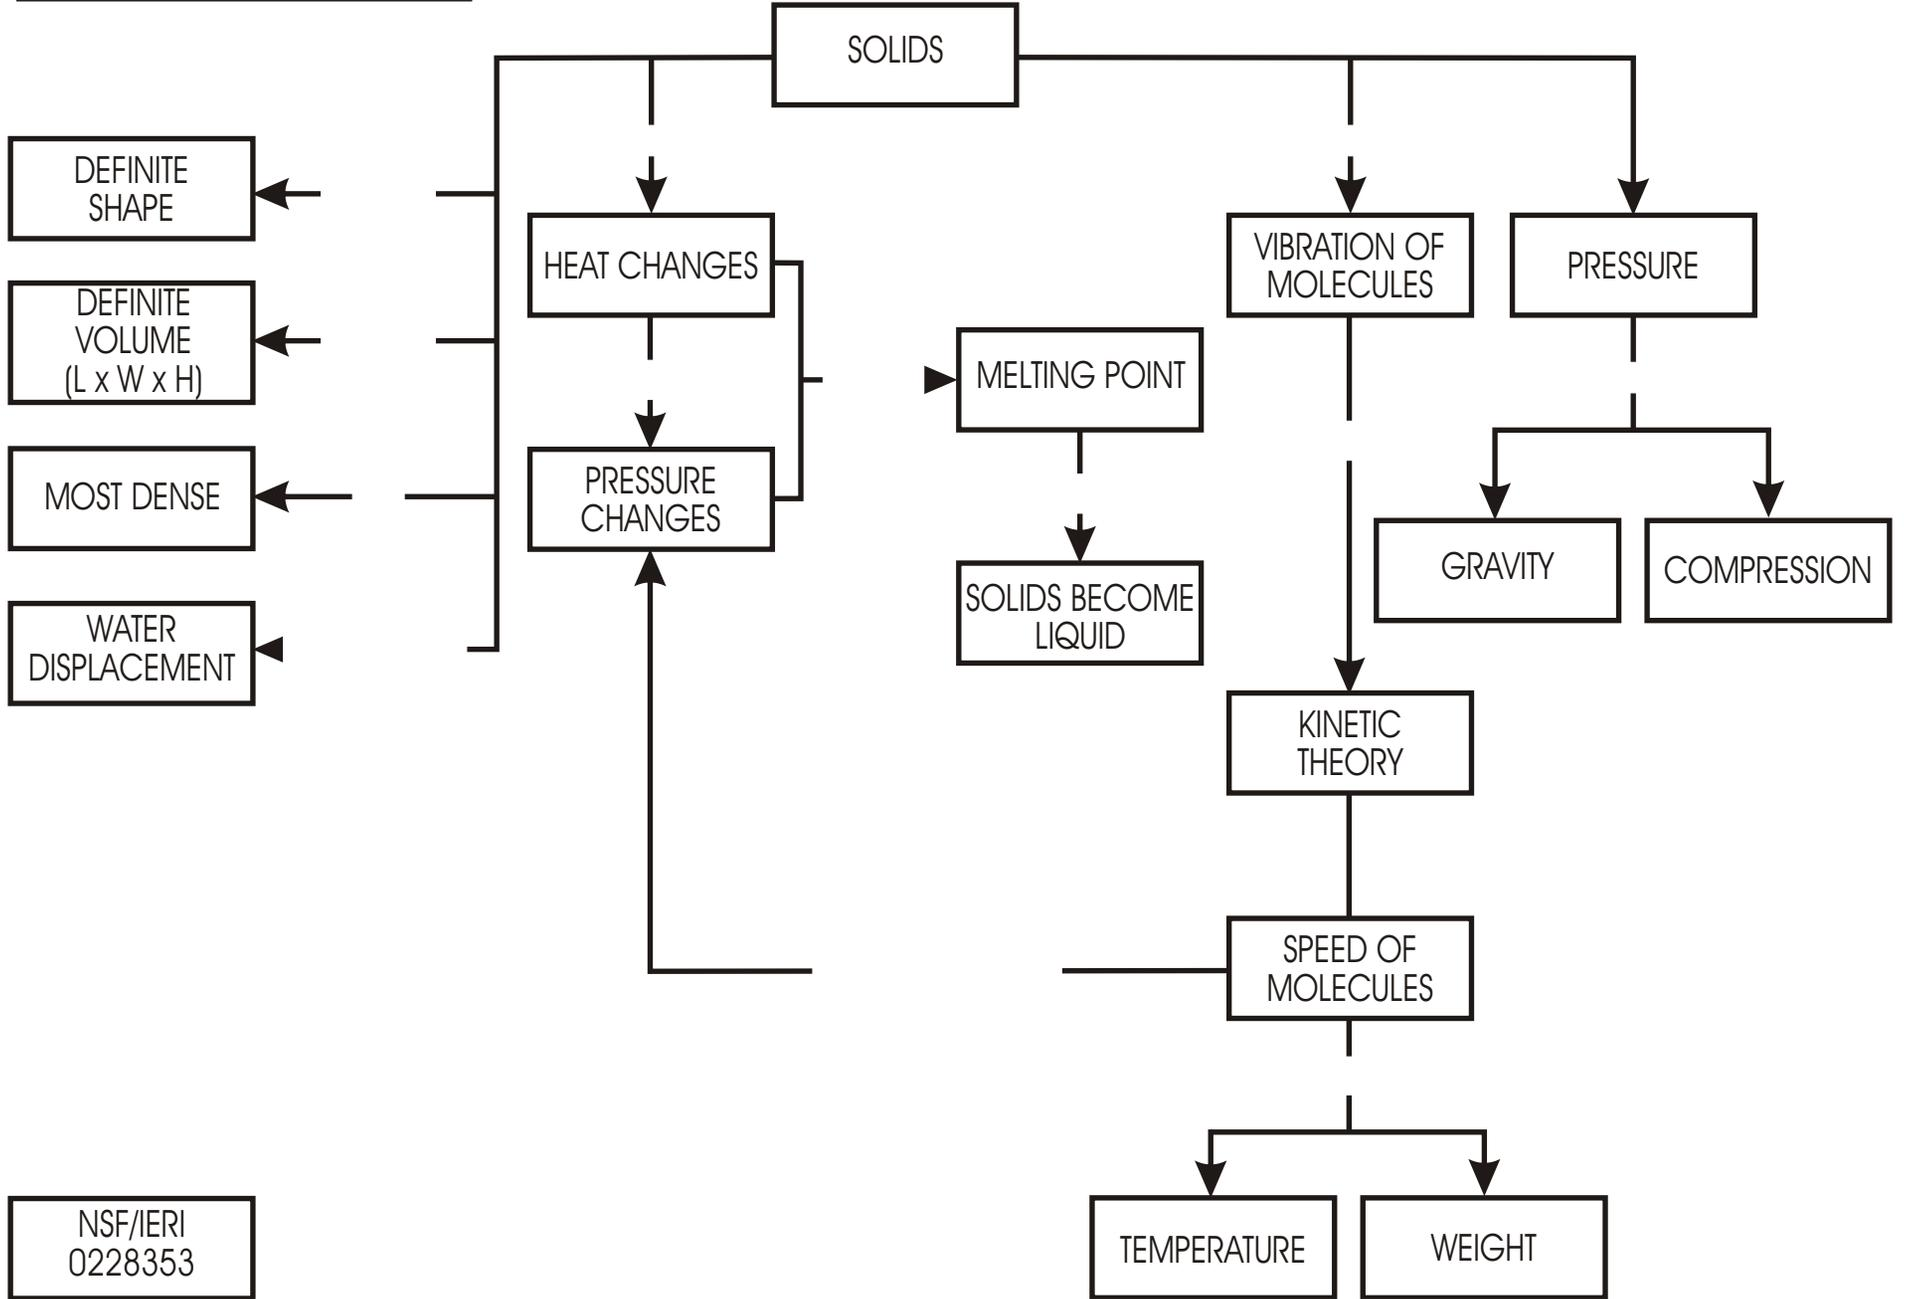 SOLIDS
DEFINITE
SHAPE
DEFINITE
VOLUME
(L x W x H)
MOST DENSE
WATER
DISPLACEMENT
HEAT CHANGES
PRESSURE
CHANGES
MELTING POINT
SOLIDS BECOME
LIQUID
VIBRATION OF
MOLECULES
PRESSURE
GRAVITY
COMPRESSION
KINETIC
THEORY
SPEED OF
MOLECULES
TEMPERATURE
WEIGHT
NSF/IERI
0228353